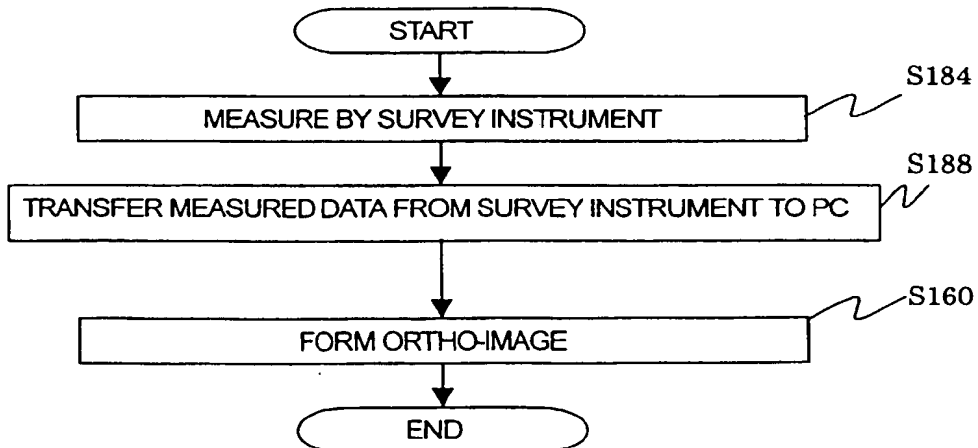 START
S184
MEASURE BY SURVEY INSTRUMENT
S188
TRANSFER MEASURED DATA FROM SURVEY INSTRUMENT TO PC
S160
FORM ORTHO-IMAGE
END